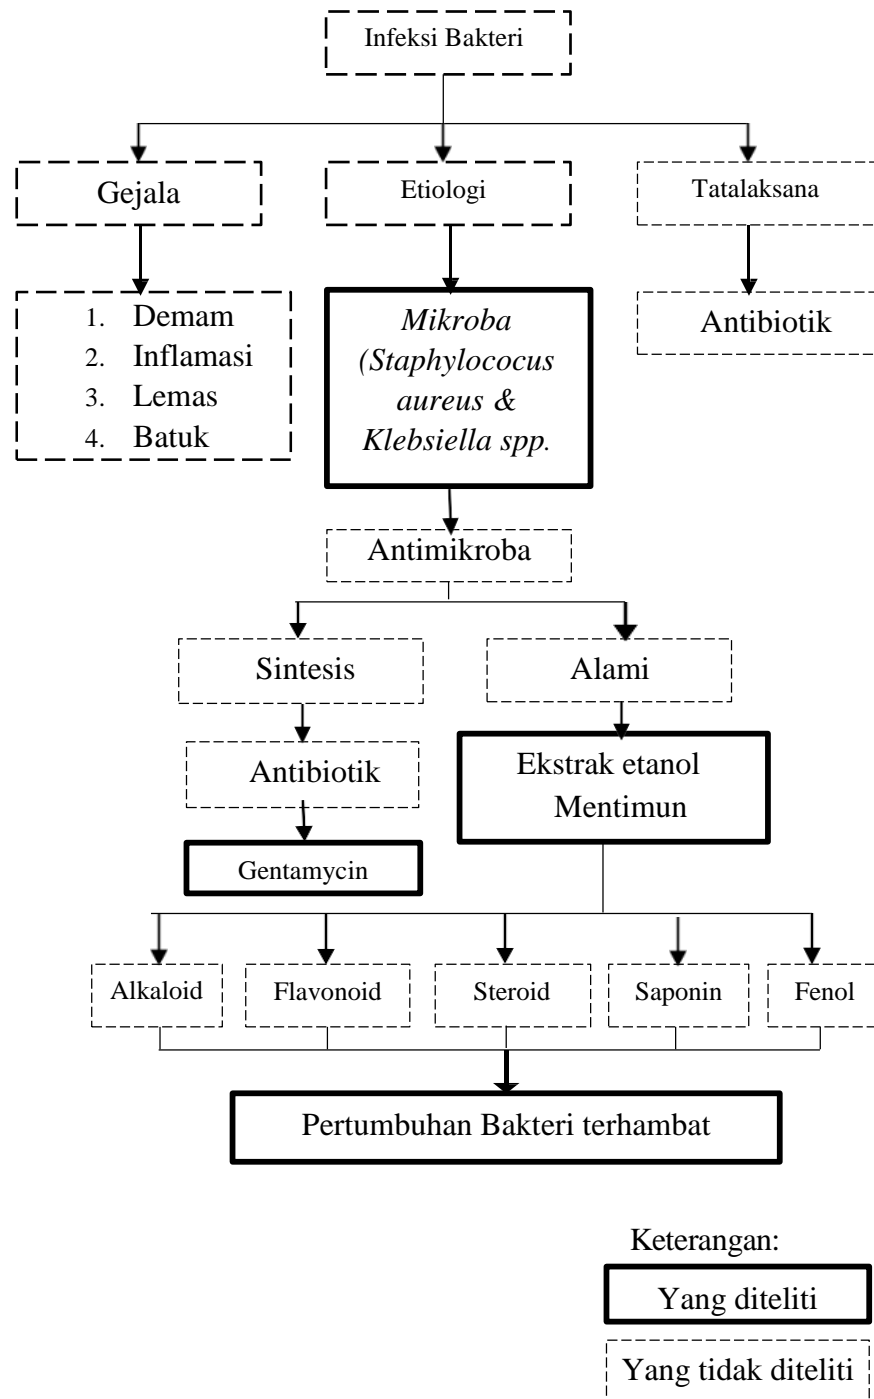 Infeksi Bakteri
Gejala
Etiologi
Tatalaksana
1. Demam
2. Inflamasi
3. Lemas
4. Batuk
Mikroba
(Staphylococus
aureus &
Klebsiella spp.
Antibiotik
Antimikroba
Sintesis
Alami
Antibiotik
Ekstrak etanol
Mentimun
Gentamycin
Alkaloid
Flavonoid
Steroid
Saponin
Fenol
Pertumbuhan Bakteri terhambat
Keterangan:
Yang diteliti
Yang tidak diteliti